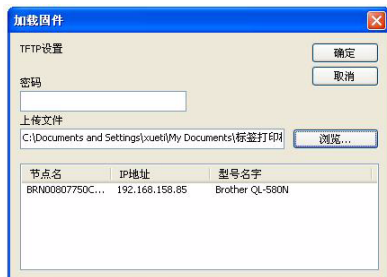 加载固件
TFTP设置
确定
取消
密码
上传文件
C:\Documents and Settings\xueti\My Documents\标签打印
浏览...
节点名 IP地址 型号名字
BRN00807750C... 192.168.158.85 Brother QL-580N